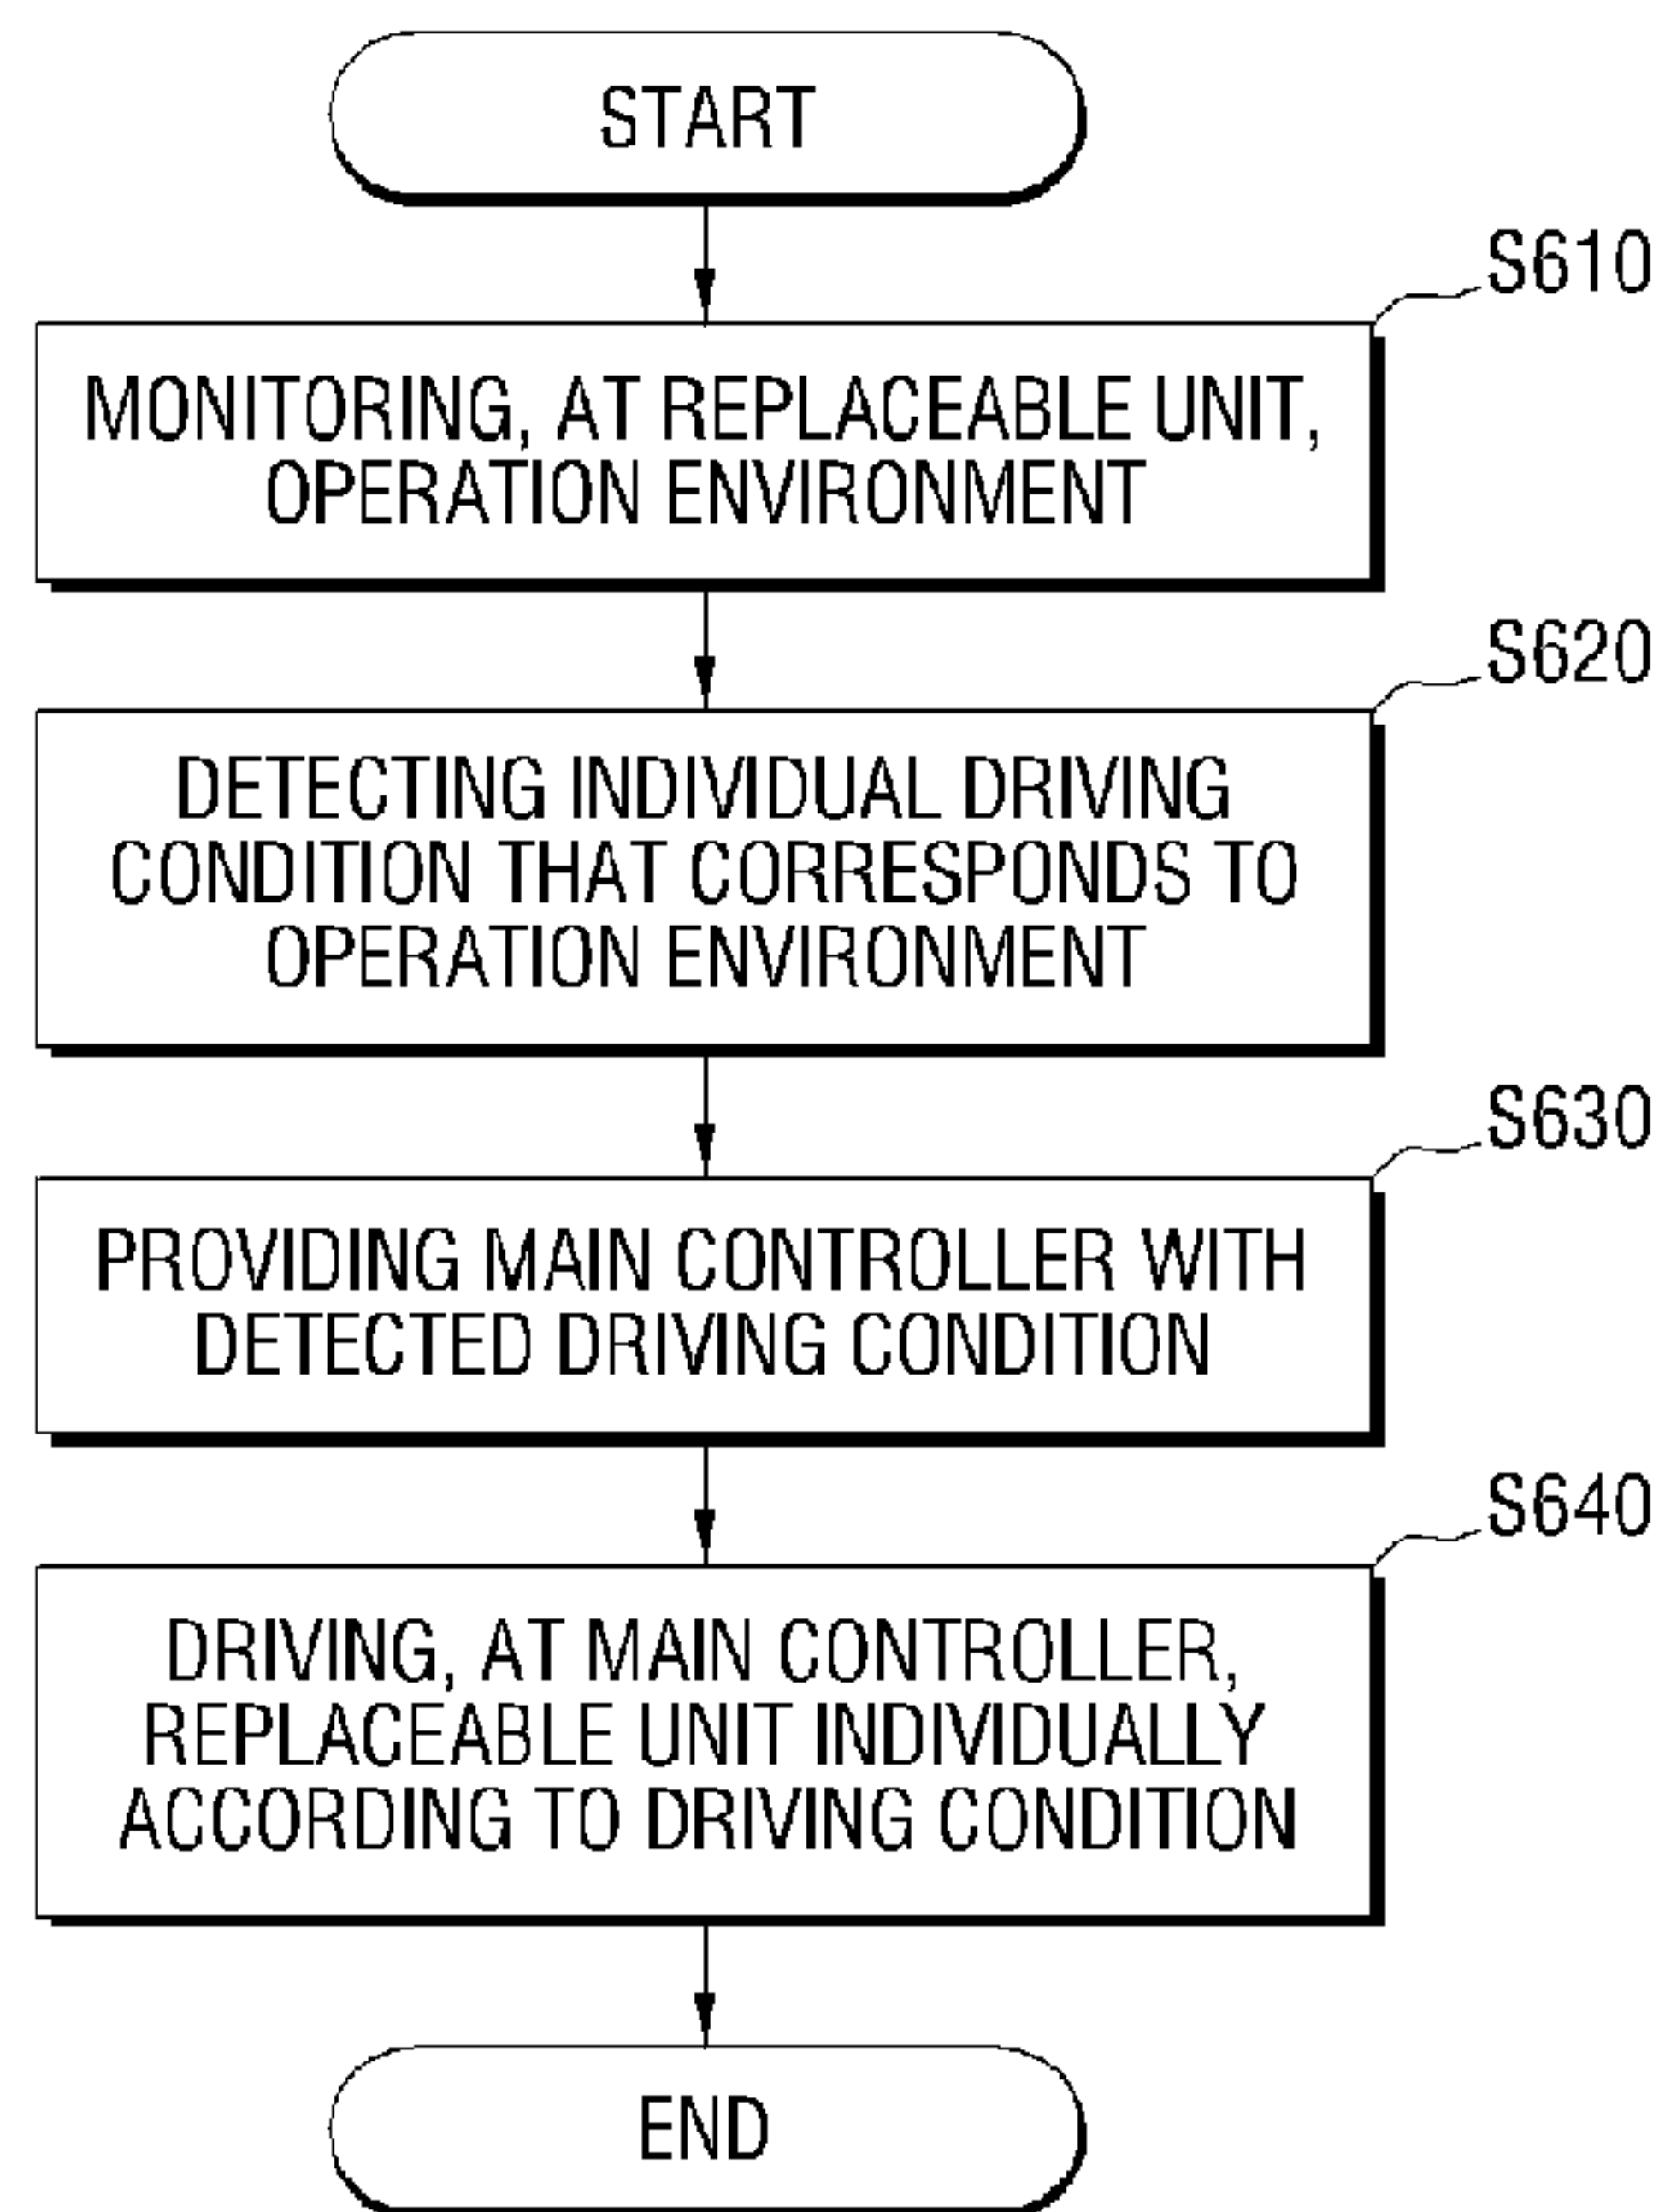 START
S610
MONITORING, AT REPLACEABLE UNIT,
OPERATION ENVIRONMENT
S620
DETECTING INDIVIDUAL DRIVING
CONDITION THAT CORRESPONDS TO
OPERATION ENVIRONMENT
S630
PROVIDING MAIN CONTROLLER WITH
DETECTED DRIVING CONDITION
S640
DRIVING, AT MAIN CONTROLLER,
REPLACEABLE UNIT INDIVIDUALLY
ACCORDING TO DRIVING CONDITION
END